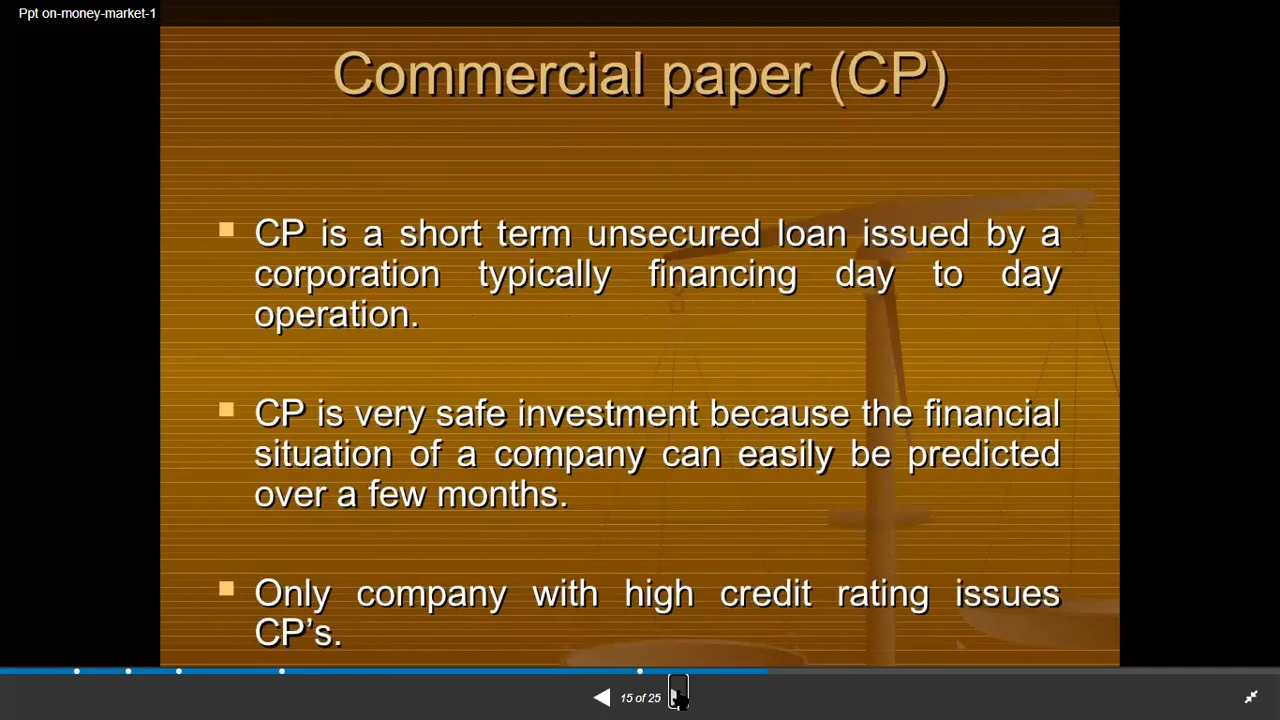 Ppt on-money-market-1
Commercial paper (CP)
CP is a short term unsecured loan issued by a
corporation typically financing day to day
operation.
CP is very safe investment because the financial
situation of a company can easily be predicted
over a few months.
Only company with high credit rating issues
CP’s.
15 of 25